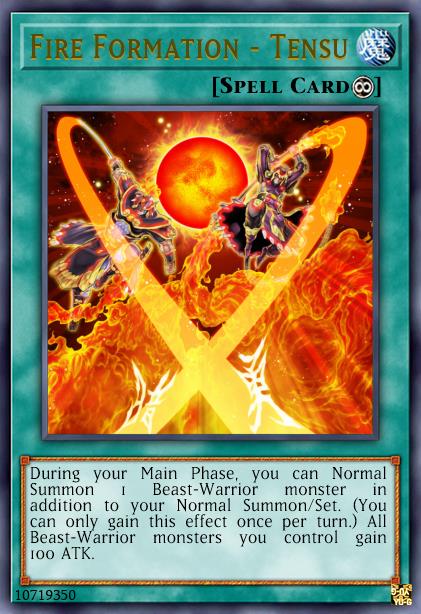 Fire Formation - Tensu
魔
[Spell Card∞]
During your Main Phase, you can Normal
Summon 1 Beast-Warrior monster in
addition to your Normal Summon/Set. (You
can only gain this effect once per turn.) All
Beast-Warrior monsters you control gain
100 ATK.
10719350